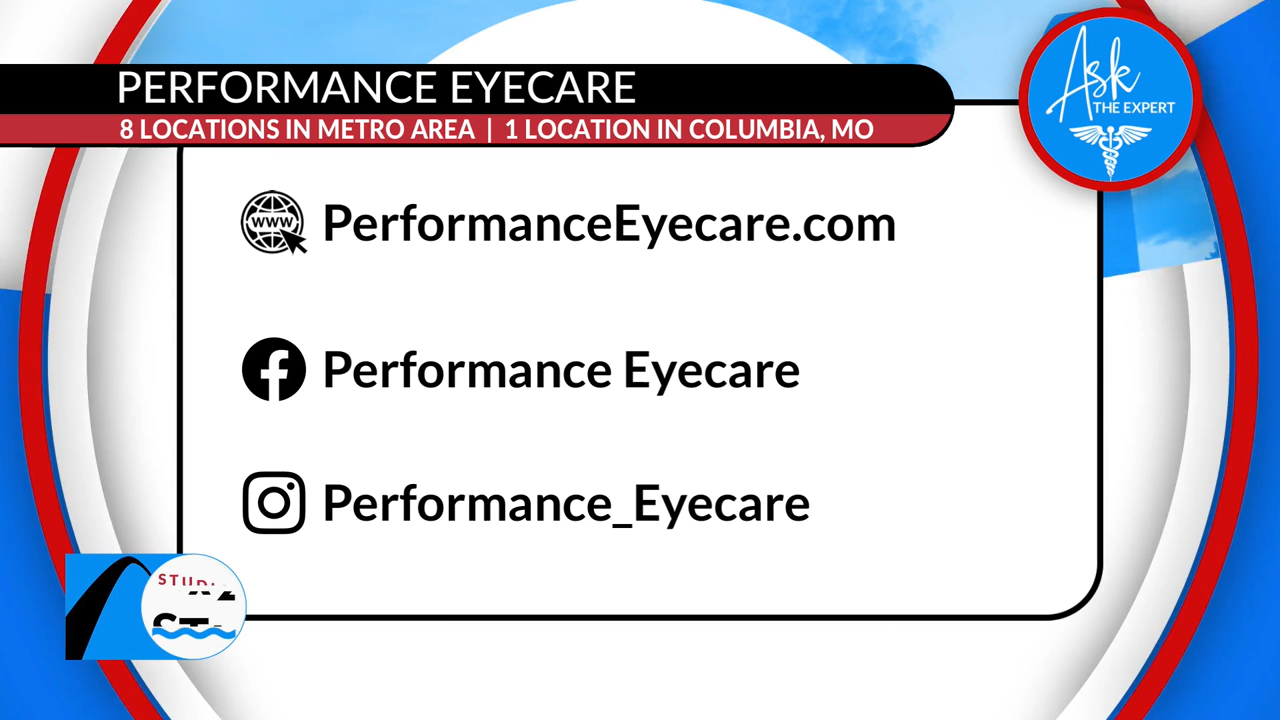 PERFORMANCE EYECARE
8 LOCATIONS IN METRO AREA | 1 LOCATION IN COLUMBIA, MO
Ask
THE EXPERT
www
PerformanceEyecare.com
Performance Eyecare
Performance_Eyecare